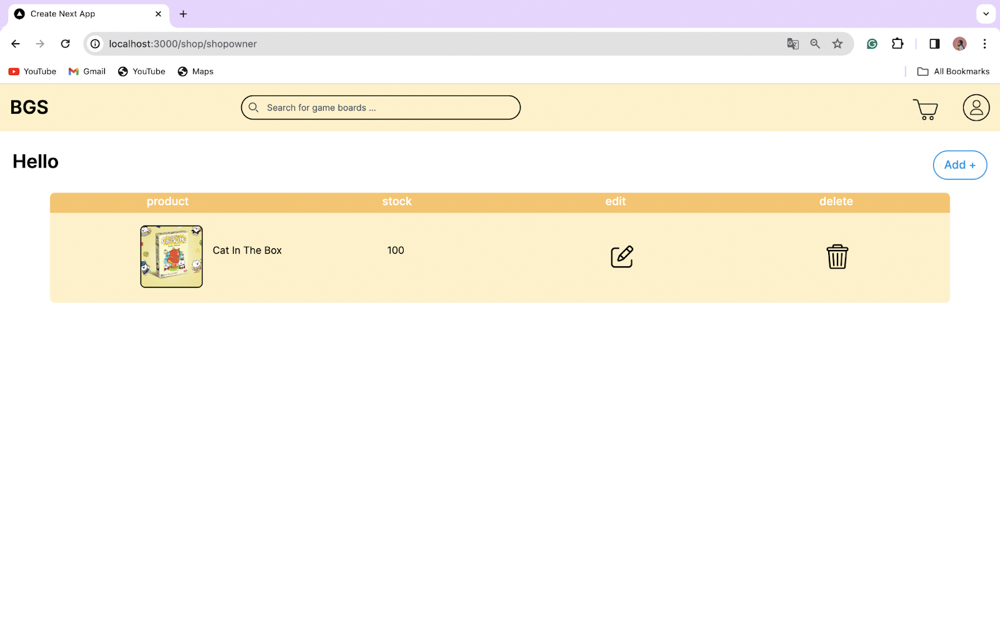 Create Next App
localhost:3000/shop/shopowner
YouTube
Gmail
YouTube
Maps
All Bookmarks
BGS
Search for game boards ...
Hello
Add +
product stock edit delete
CROSSING
Cat In The Box 100